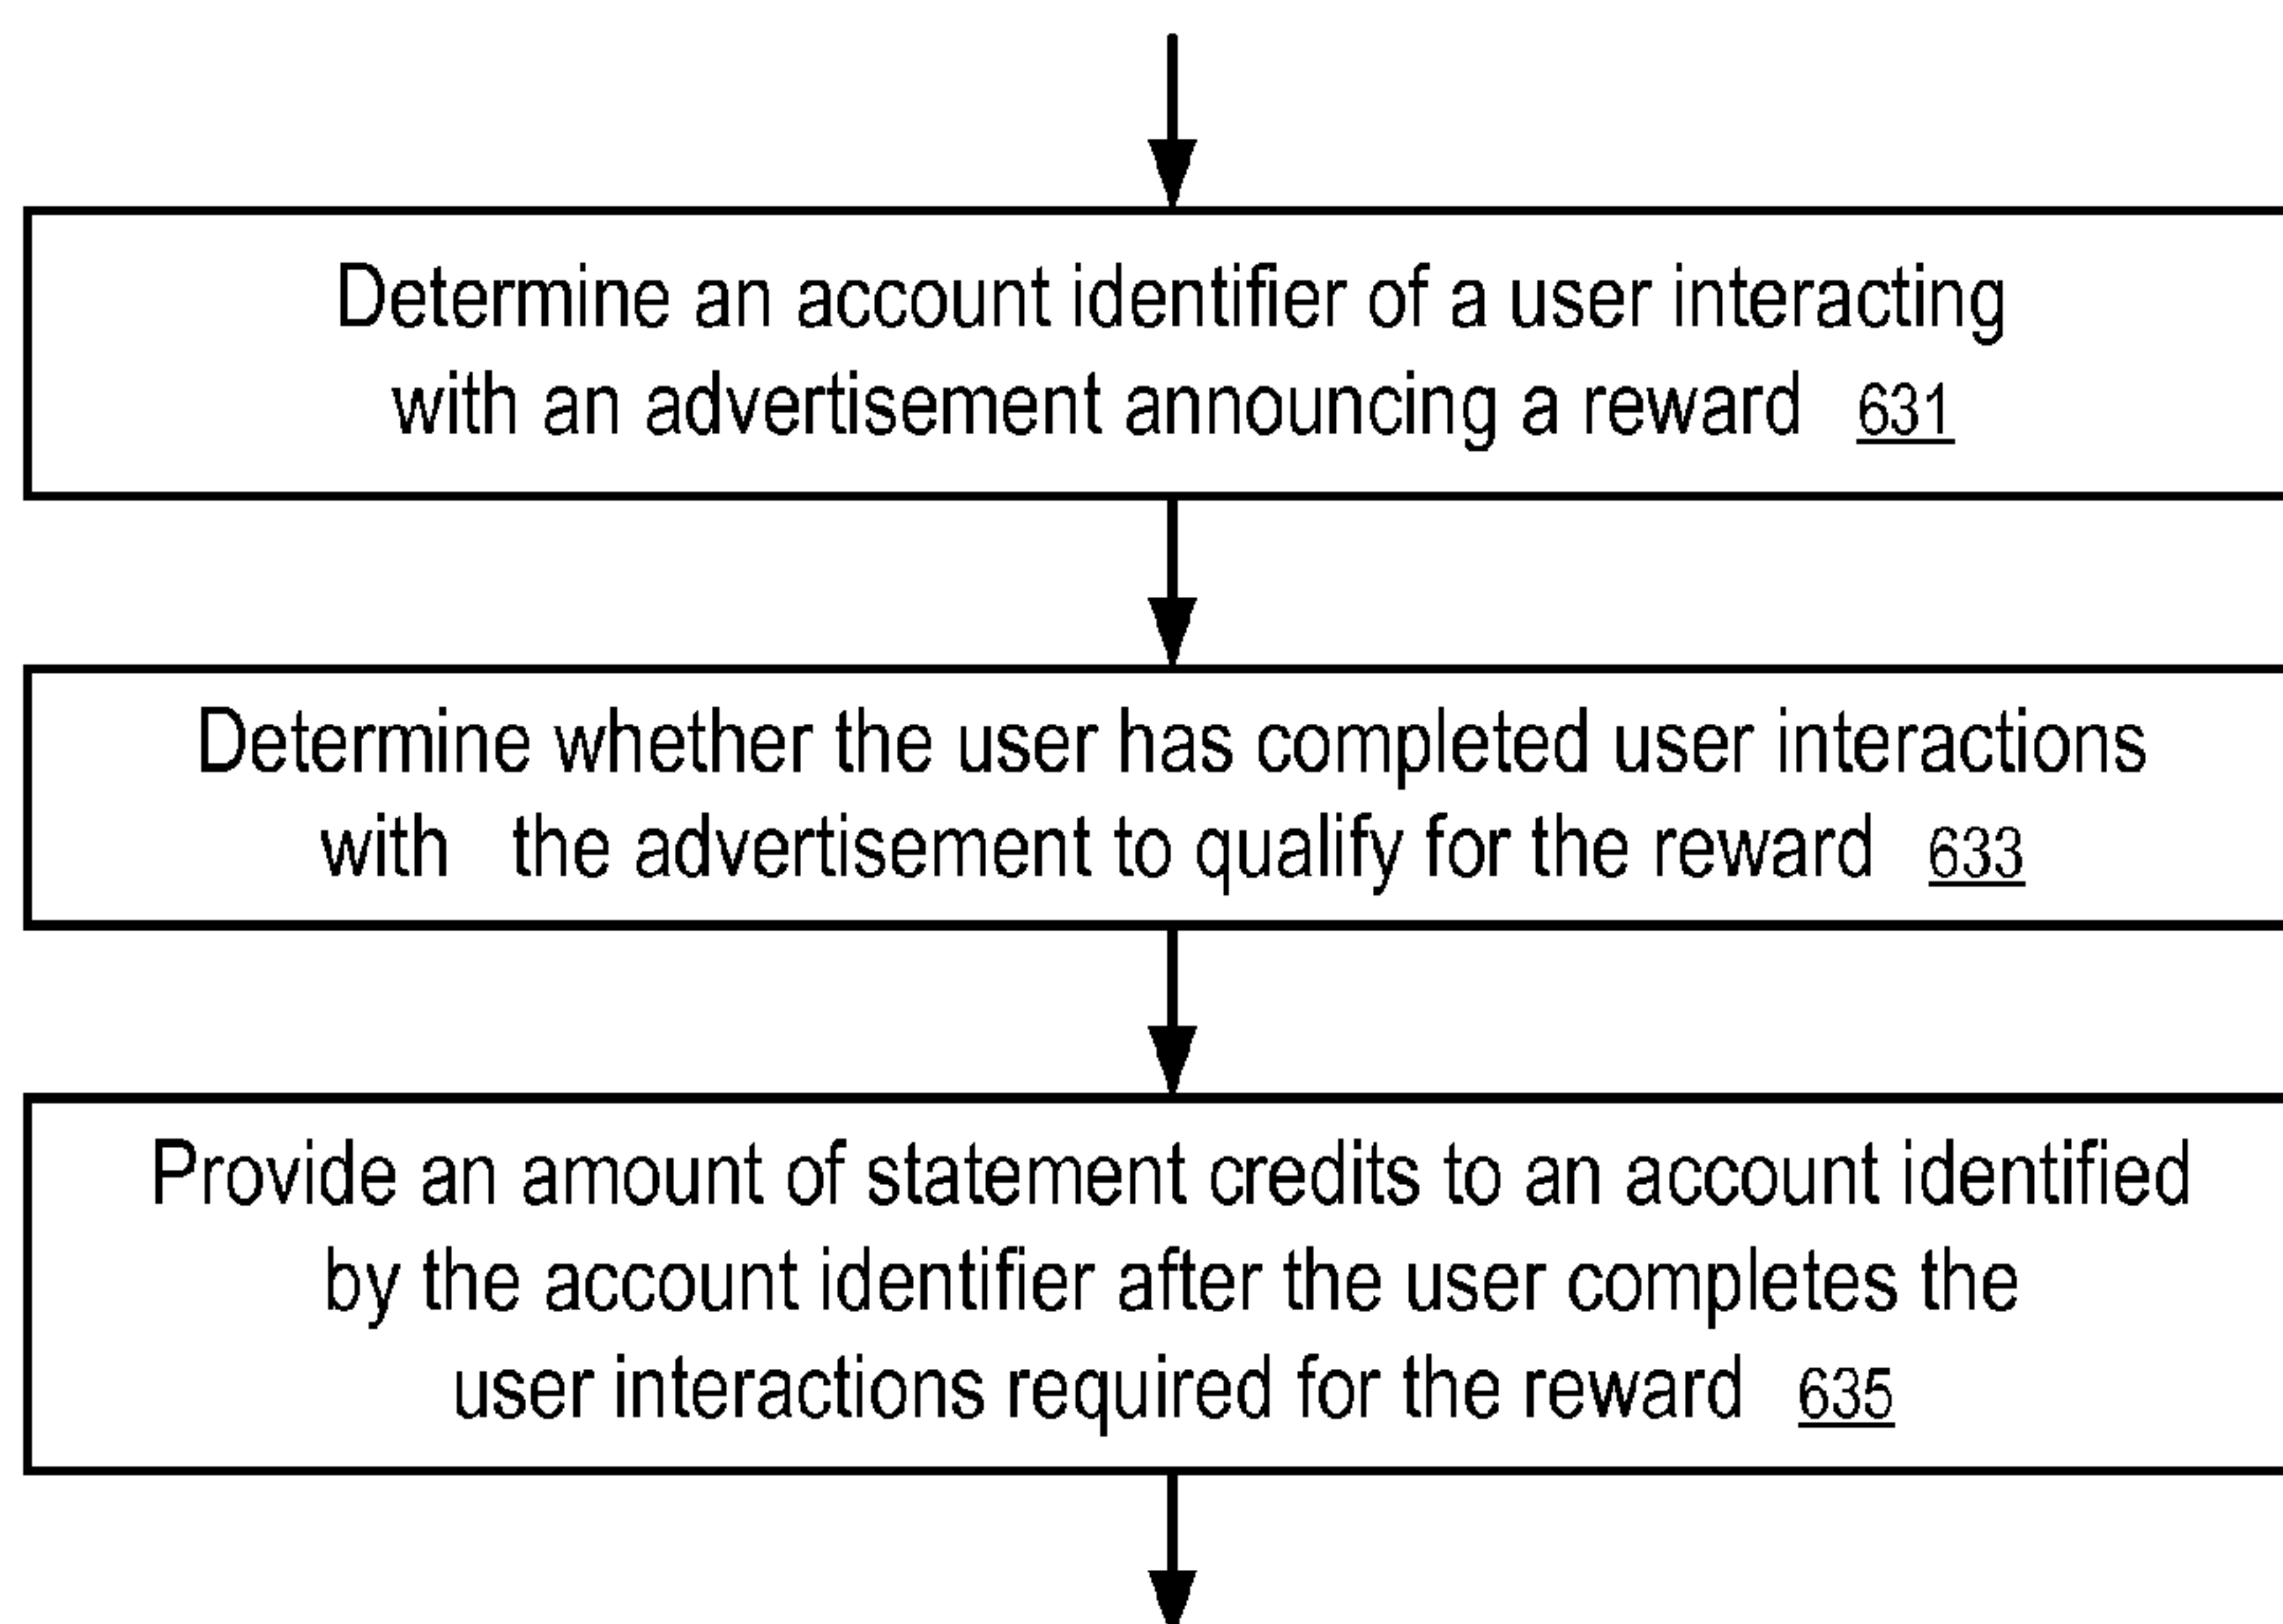 Determine an account identifier of a user interacting
with an advertisement announcing a reward 631
Determine whether the user has completed user interactions
with the advertisement to qualify for the reward 633
Provide an amount of statement credits to an account identified
by the account identifier after the user completes the
user interactions required for the reward 635